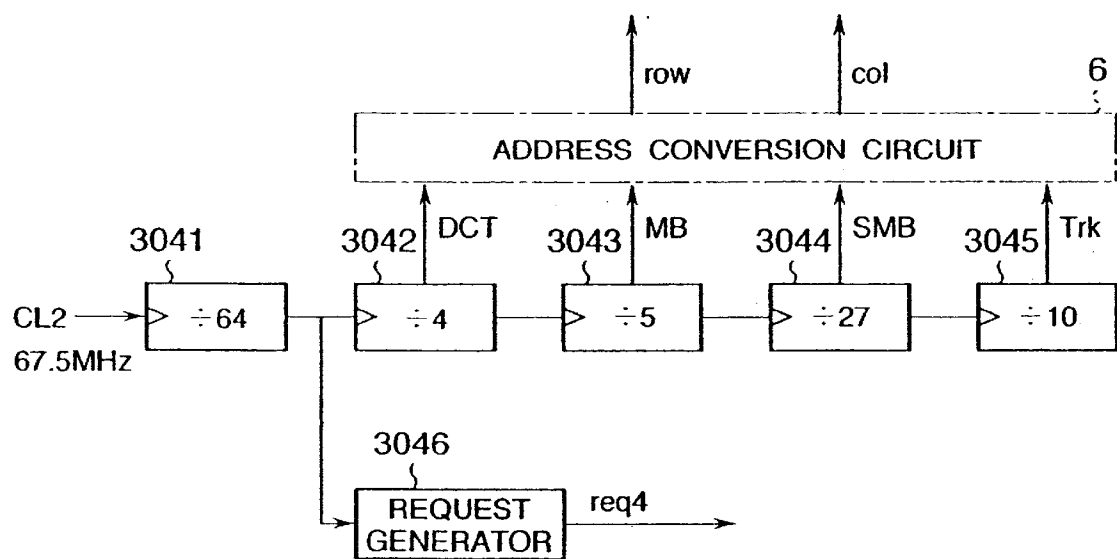 row
col
6
ADDRESS CONVERSION CIRCUIT
3041
3042
DCT
3043
MB
3044
SMB
3045
Trk
CL2
67.5MHz
÷64
÷4
÷5
÷27
÷10
3046
REQUEST
GENERATOR
req4